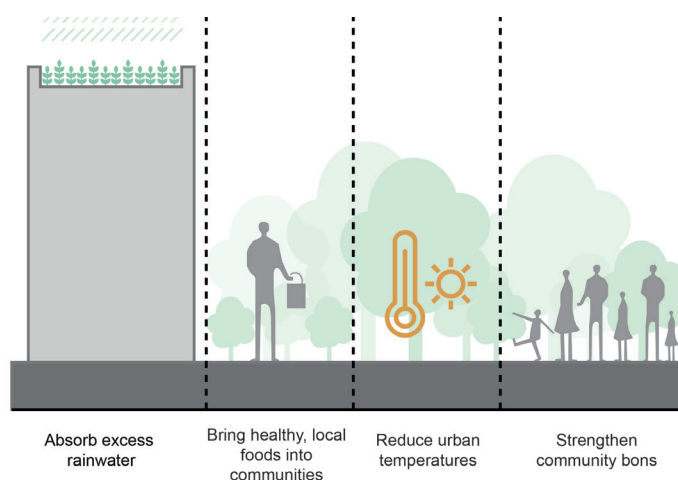 Absorb excess
rainwater
Bring healthy, local
foods into
communities
Reduce urban
temperatures
Strengthen
community bons